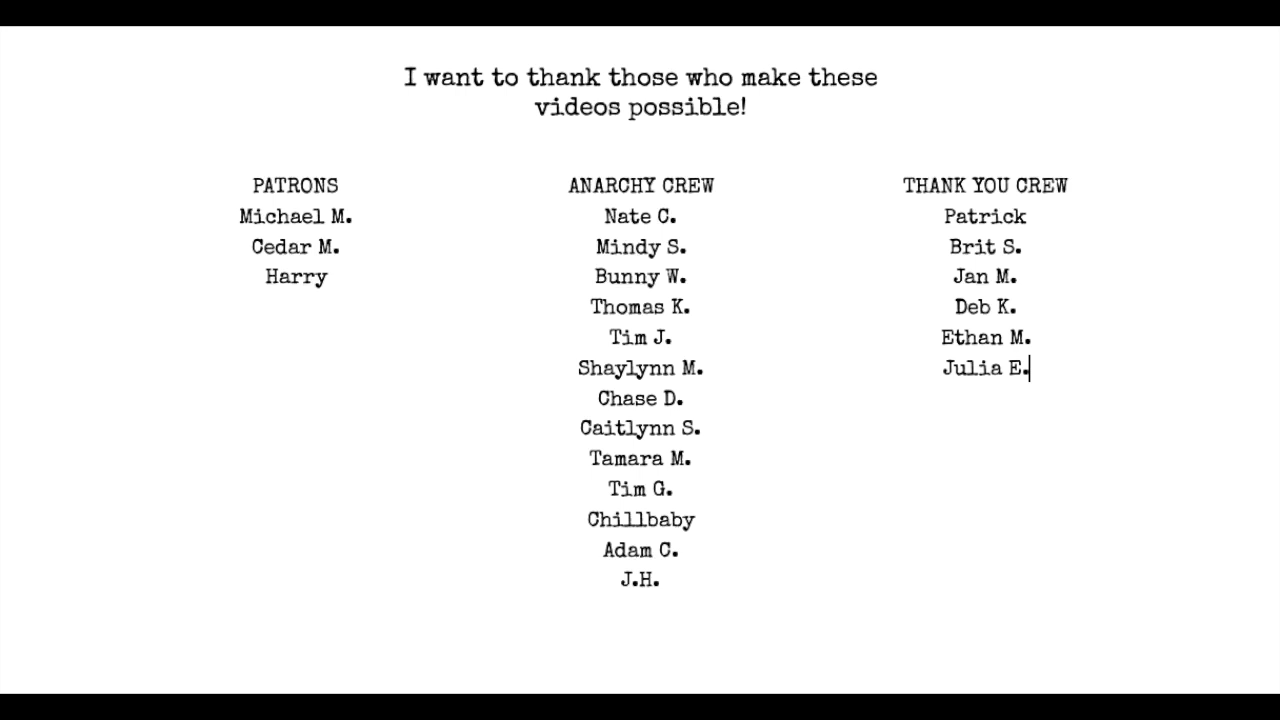 I want to thank those who make these
videos possible!
PATRONS
Michael M.
Cedar M.
Harry
ANARCHY CREW
Nate C.
Mindy S.
Bunny W.
Thomas K.
Tim J.
Shaylynn M.
Chase D.
Caitlynn S.
Tamara M.
Tim G.
Chillbaby
Adam C.
J.H.
THANK YOU CREW
Patrick
Brit S.
Jan M.
Deb K.
Ethan M.
Julia E.